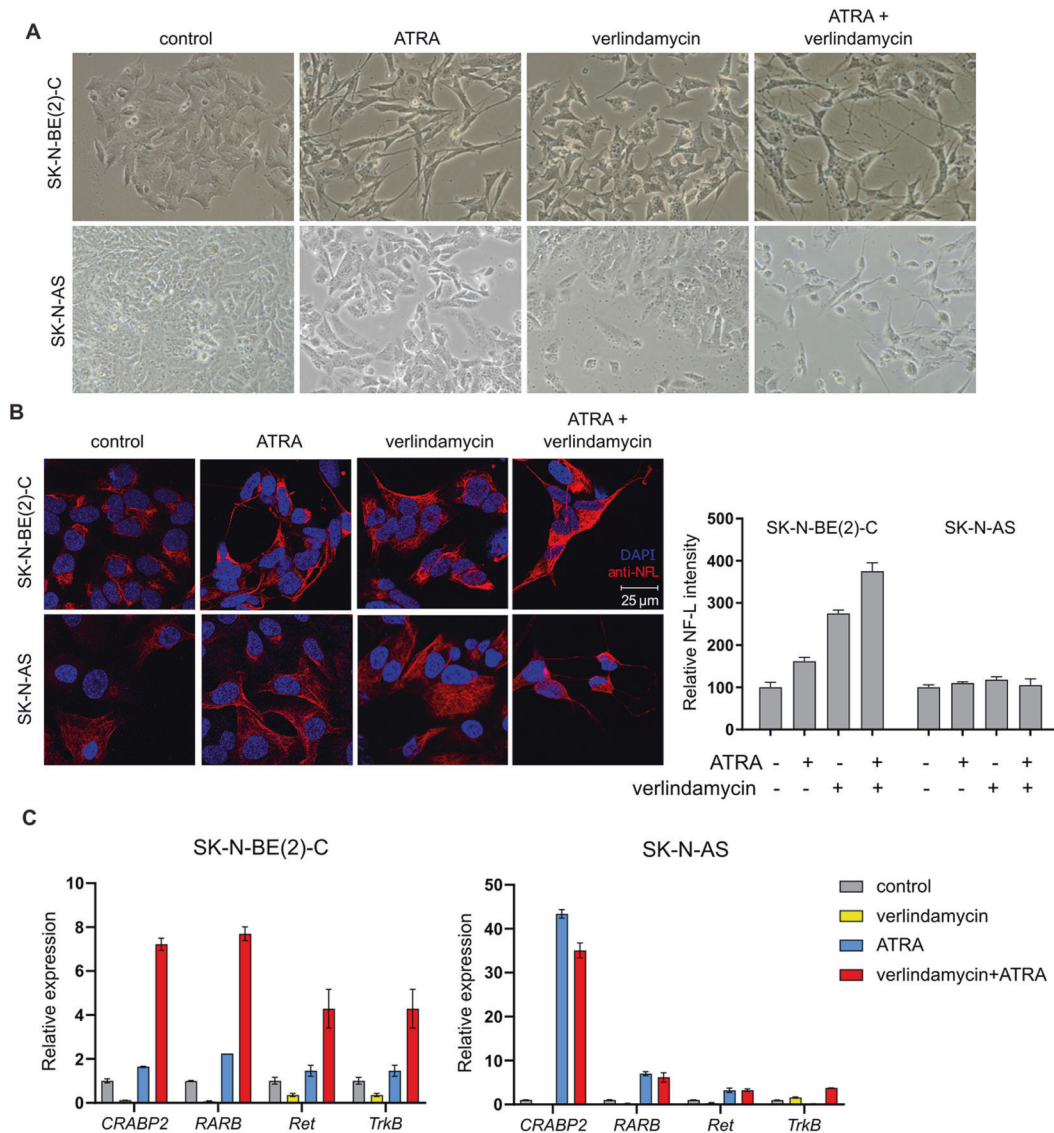 A
control
ATRA
verlindamycin
ATRA +
verlindamycin
SK-N-BE(2)-C
SK-N-AS
B
control
ATRA
verlindamycin
ATRA +
verlindamycin
SK-N-BE(2)-C
DAPI
anti-NFL
25 µm
SK-N-AS
SK-N-BE(2)-C
SK-N-AS
Relative NF-L intensity
500
400
300
200
100
0
ATRA - + - + - + - +
verlindamycin - - + + - - + +
C
SK-N-BE(2)-C
Relative expression
10
8
6
4
2
0
CRABP2 RARB Ret TrkB
SK-N-AS
Relative expression
50
40
30
20
10
0
CRABP2 RARB Ret TrkB
control
verlindamycin
ATRA
verlindamycin+ATRA